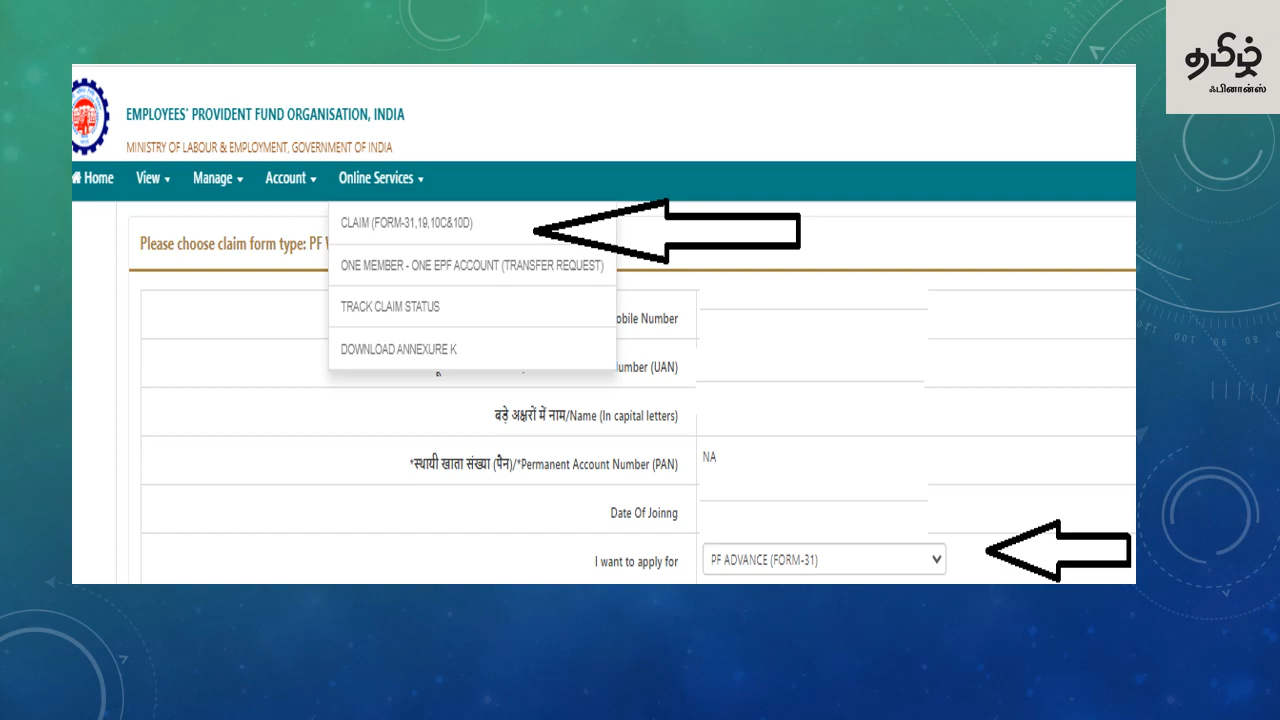 தமிழ்
ஃபினான்ஸ்
EMPLOYEES' PROVIDENT FUND ORGANISATION, INDIA
MINISTRY OF LABOUR & EMPLOYMENT, GOVERNMENT OF INDIA
Home View Manage Account Online Services
CLAIM (FORM-31,19,10C&10D)
Please choose claim form type: PF
ONE MEMBER - ONE EPF ACCOUNT (TRANSFER REQUEST)
TRACK CLAIM STATUS
obile Number
DOWNLOAD ANNEXURE K
umber (UAN)
बड़े अक्षरों में नाम/Name (In capital letters)
*स्थायी खाता संख्या (पैन)/*Permanent Account Number (PAN) NA
Date Of Joinng
I want to apply for PF ADVANCE (FORM-31)